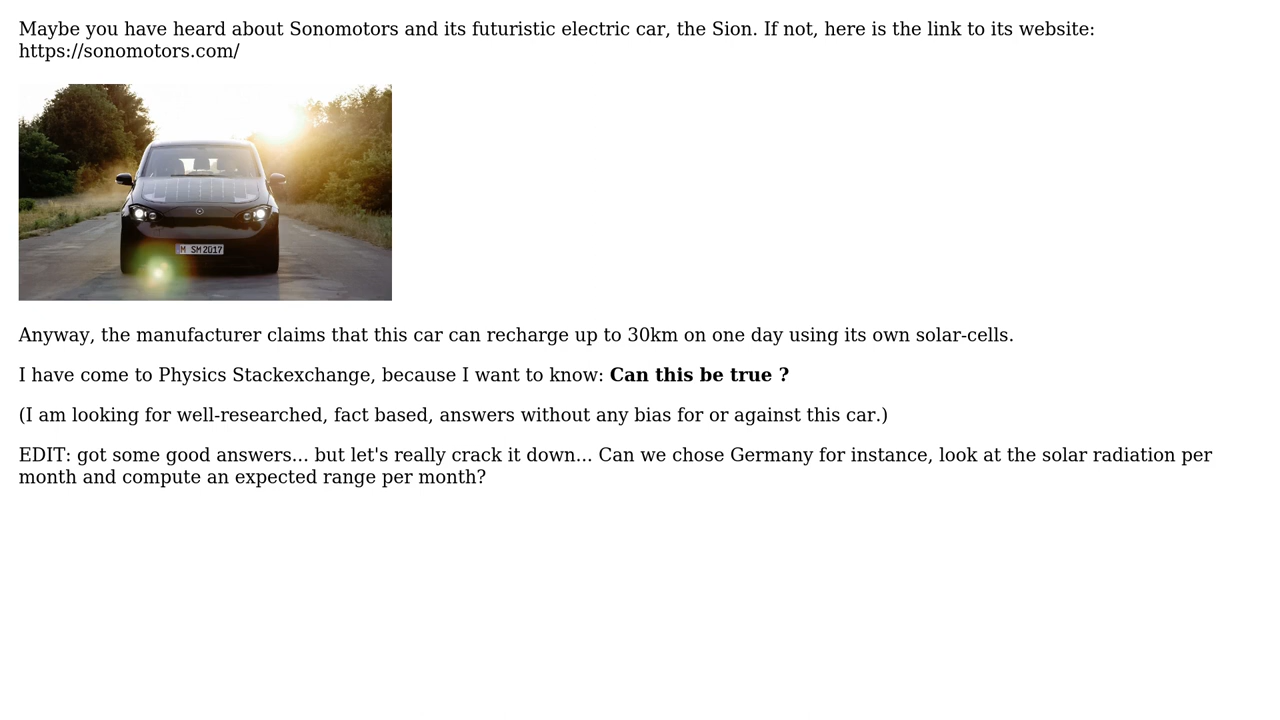 Maybe you have heard about Sonomotors and its futuristic electric car, the Sion. If not, here is the link to its website:
https://sonomotors.com/
M SM 2017
Anyway, the manufacturer claims that this car can recharge up to 30km on one day using its own solar-cells.
I have come to Physics Stackexchange, because I want to know: Can this be true ?
(I am looking for well-researched, fact based, answers without any bias for or against this car.)
EDIT: got some good answers... but let's really crack it down... Can we chose Germany for instance, look at the solar radiation per
month and compute an expected range per month?